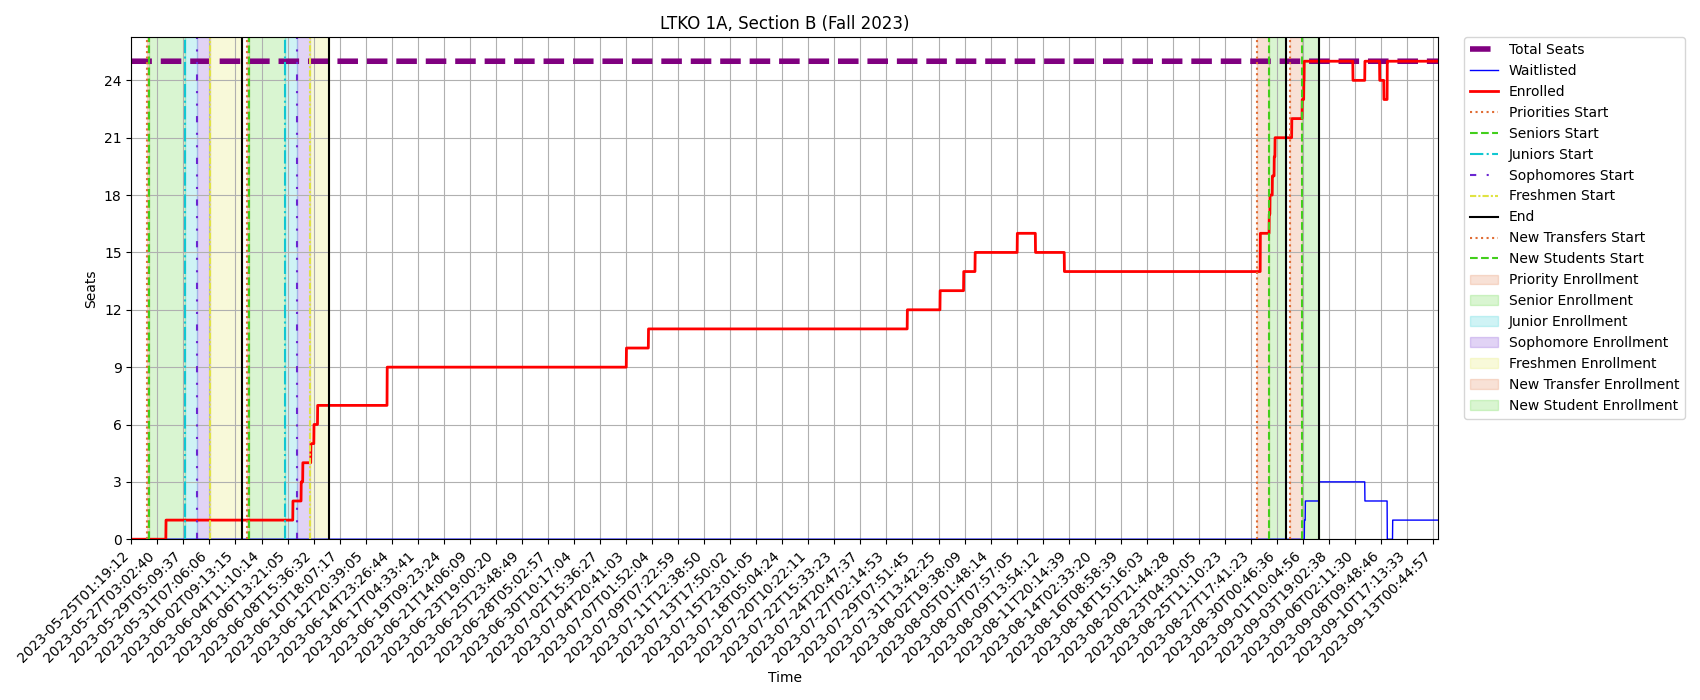 LTKO 1A, Section B (Fall 2023)
Seats
24
21
18
15
12
9
6
3
0
2023-05-25T01:19:12
2023-05-27T03:02:40
2023-05-29T05:09:37
2023-05-31T07:06:06
2023-06-02T09:13:15
2023-06-04T11:10:14
2023-06-06T13:21:05
2023-06-08T15:36:32
2023-06-10T18:07:17
2023-06-12T20:39:05
2023-06-14T23:26:44
2023-06-17T04:33:41
2023-06-19T09:23:24
2023-06-21T14:06:09
2023-06-23T19:00:20
2023-06-25T23:48:49
2023-06-28T05:02:57
2023-06-30T10:17:04
2023-07-02T15:36:27
2023-07-04T20:41:03
2023-07-07T01:52:04
2023-07-09T07:22:59
2023-07-11T12:38:50
2023-07-13T17:50:02
2023-07-15T23:01:05
2023-07-18T05:04:24
2023-07-20T10:22:11
2023-07-22T15:33:23
2023-07-24T20:47:37
2023-07-27T02:14:53
2023-07-29T07:51:45
2023-07-31T13:42:25
2023-08-02T19:38:09
2023-08-05T01:48:14
2023-08-07T07:57:05
2023-08-09T13:54:12
2023-08-11T20:14:39
2023-08-14T02:33:20
2023-08-16T08:58:39
2023-08-18T15:16:03
2023-08-20T21:44:28
2023-08-23T04:30:05
2023-08-25T11:10:23
2023-08-27T17:41:23
2023-08-30T00:46:36
2023-09-01T10:04:56
2023-09-03T19:02:38
2023-09-06T02:11:30
2023-09-08T09:48:46
2023-09-10T17:13:33
2023-09-13T00:44:57
Time
Total Seats
Waitlisted
Enrolled
Priorities Start
Seniors Start
Juniors Start
Sophomores Start
Freshmen Start
End
New Transfers Start
New Students Start
Priority Enrollment
Senior Enrollment
Junior Enrollment
Sophomore Enrollment
Freshmen Enrollment
New Transfer Enrollment
New Student Enrollment